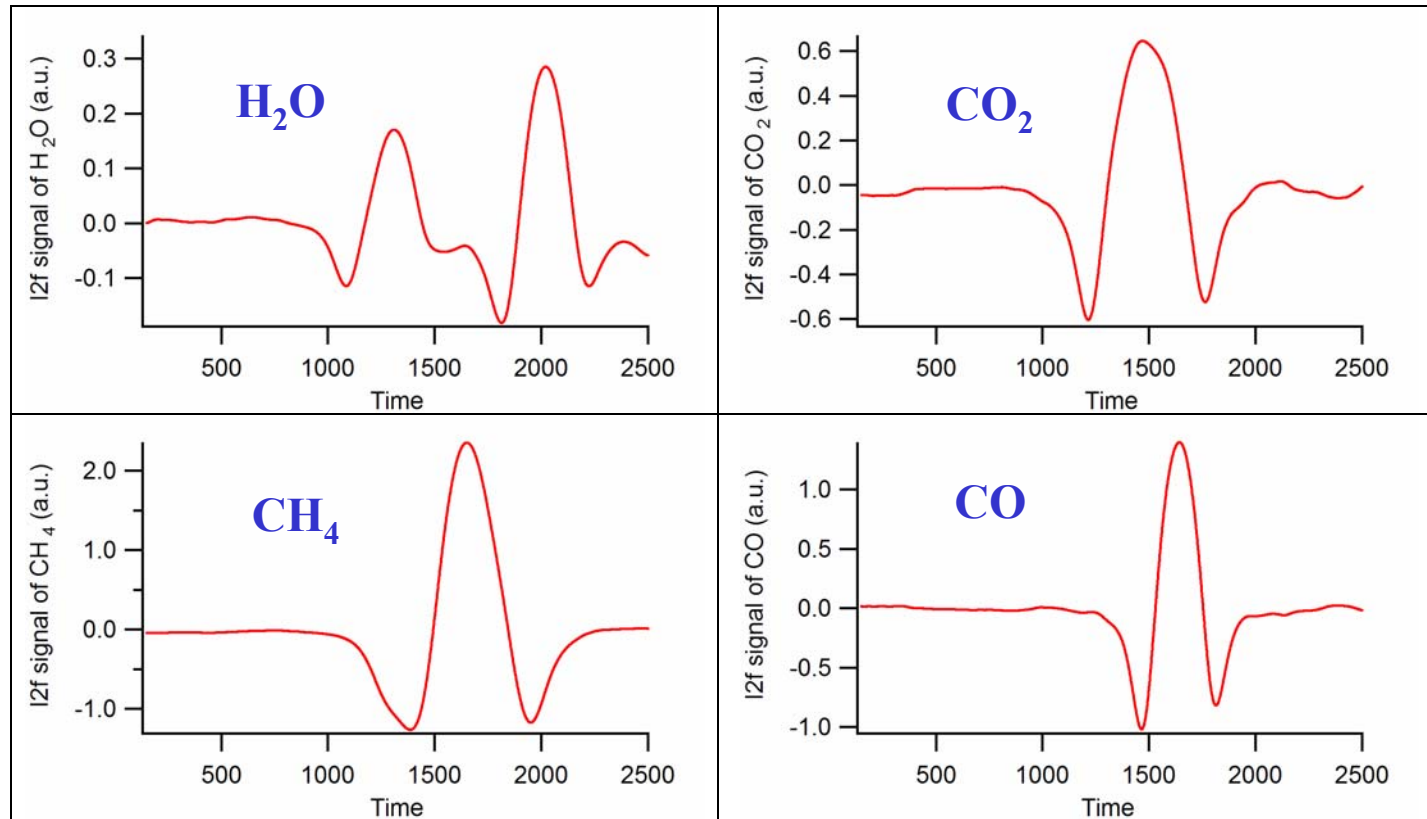 I2f signal of H2O (a.u.)
0.3
0.2
0.1
0.0
-0.1
H2O
500 1000 1500 2000 2500
Time
I2f signal of CO2 (a.u.)
0.6
0.4
0.2
0.0
-0.2
-0.4
-0.6
CO2
500 1000 1500 2000 2500
Time
I2f signal of CH4 (a.u.)
2.0
1.0
0.0
-1.0
CH4
500 1000 1500 2000 2500
Time
I2f signal of CO (a.u.)
1.0
0.5
0.0
-0.5
-1.0
CO
500 1000 1500 2000 2500
Time